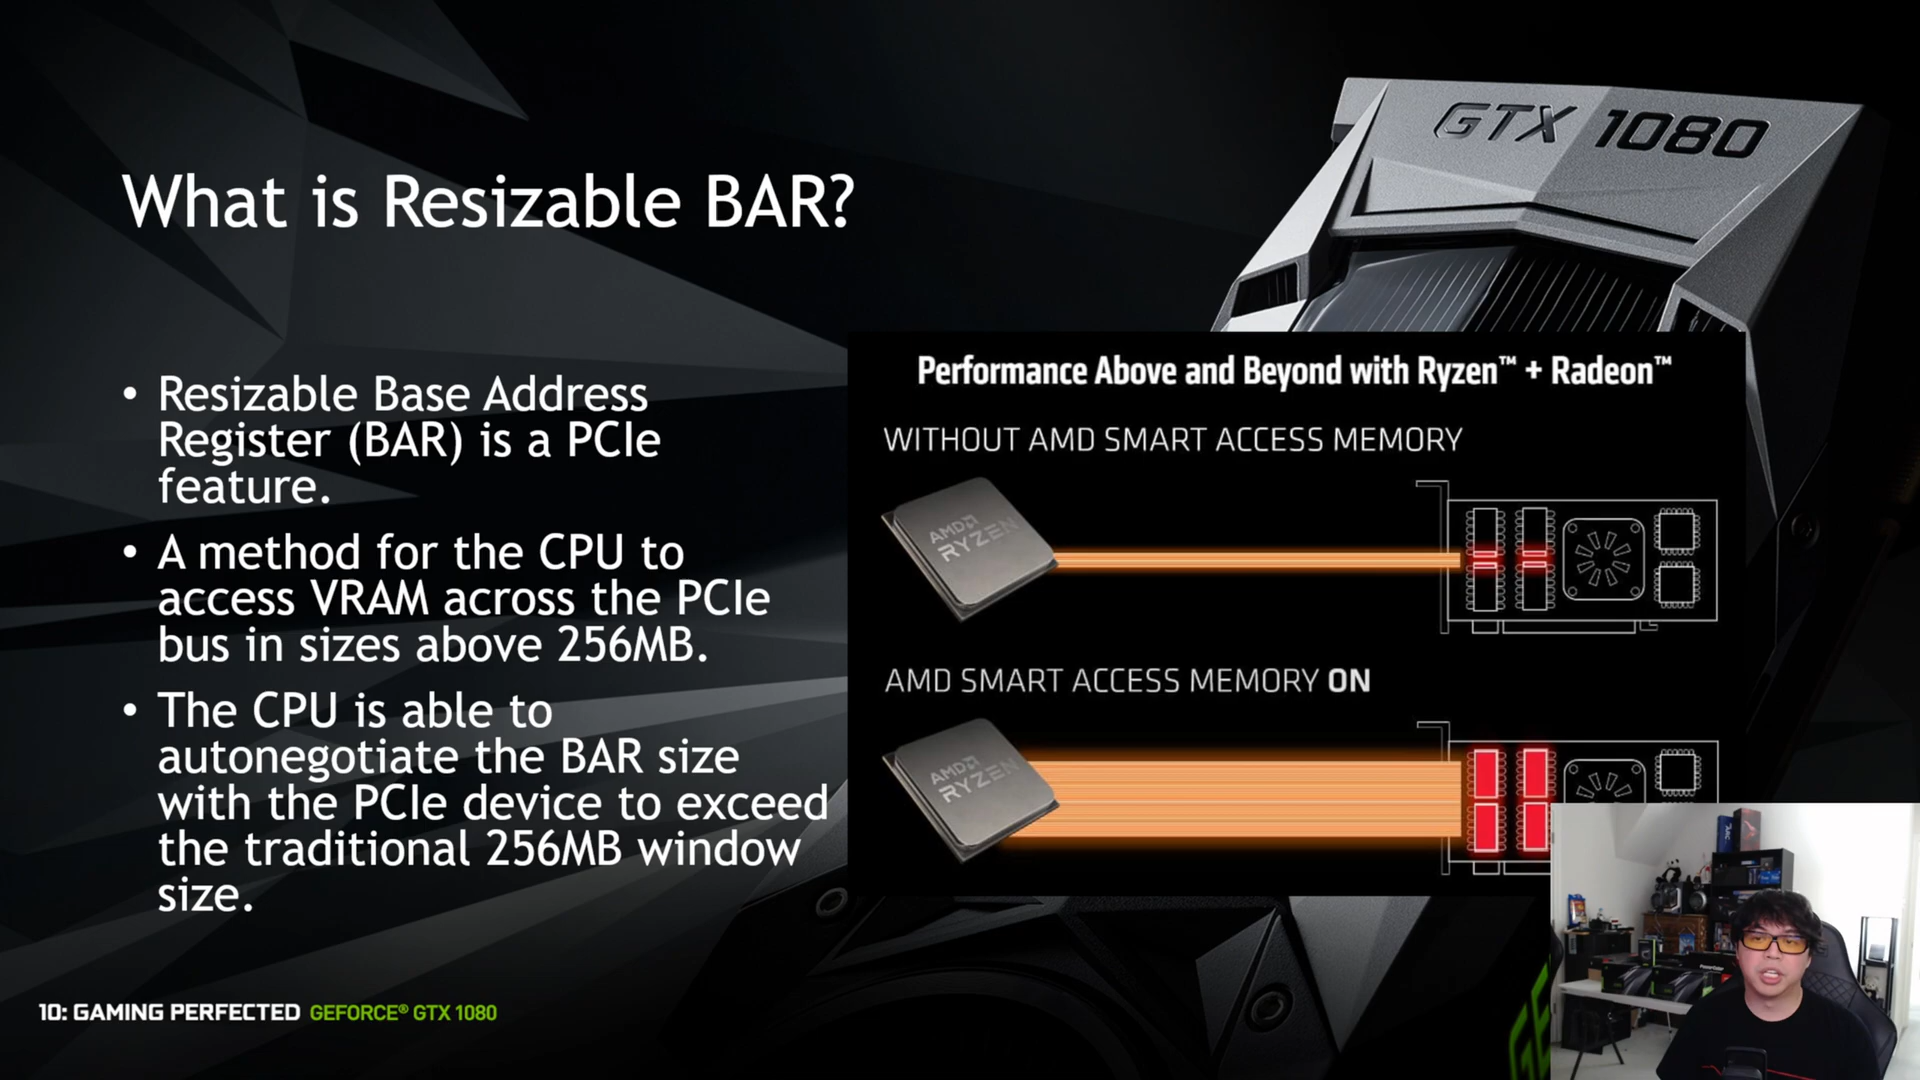 GTX 1080
What is Resizable BAR?
• Resizable Base Address
Register (BAR) is a PCIe
feature.
• A method for the CPU to
access VRAM across the PCIe
bus in sizes above 256MB.
• The CPU is able to
autonegotiate the BAR size
with the PCIe device to exceed
the traditional 256MB window
size.
Performance Above and Beyond with Ryzen™ + Radeon™
WITHOUT AMD SMART ACCESS MEMORY
AMD
RYZEN
AMD SMART ACCESS MEMORY ON
AMD
RYZEN
10: GAMING PERFECTED GEFORCE® GTX 1080